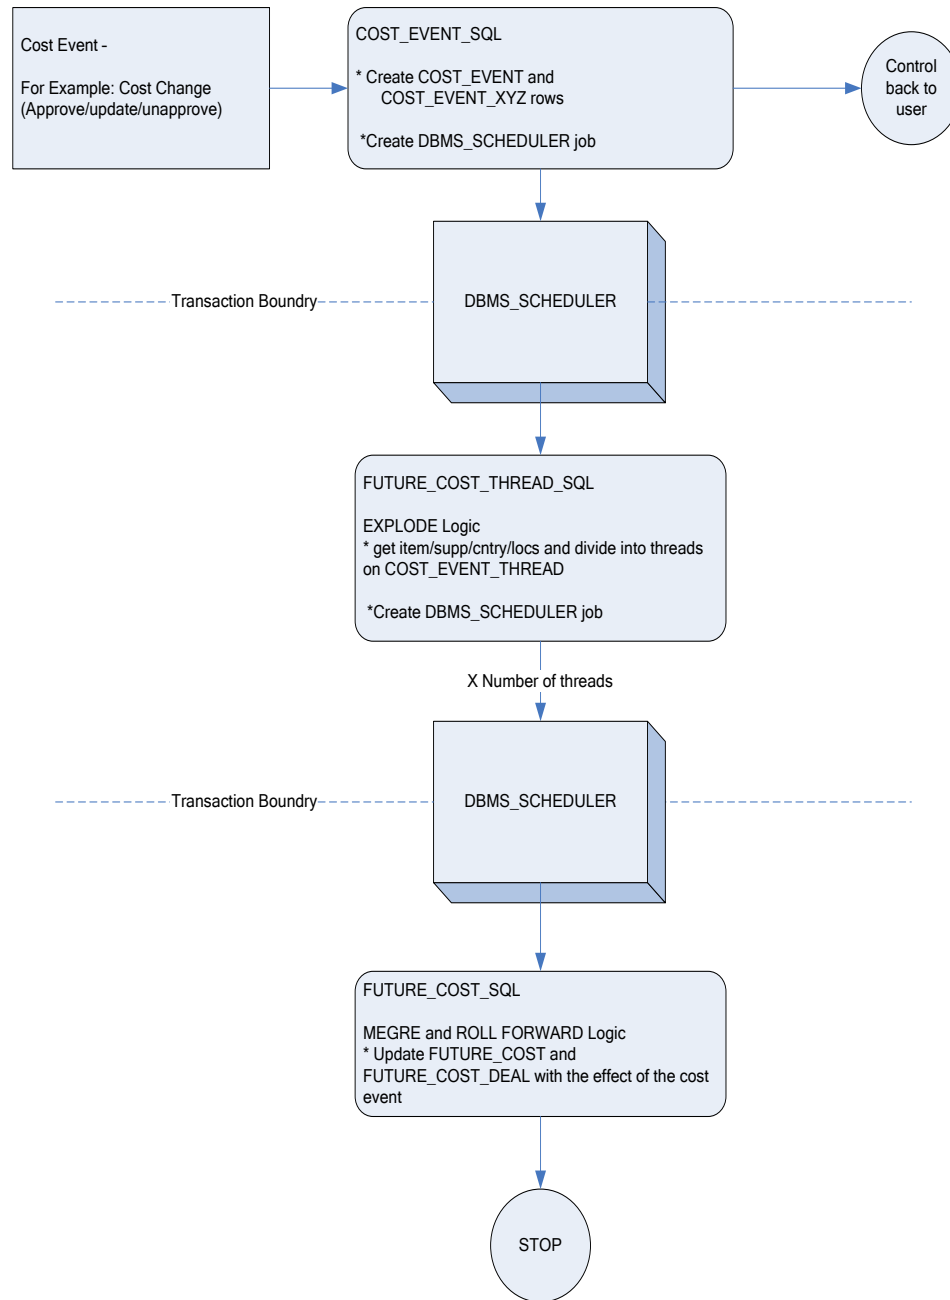 Cost Event -
For Example: Cost Change
(Approve/update/unapprove)
COST_EVENT_SQL
* Create COST_EVENT and
COST_EVENT_XYZ rows
*Create DBMS_SCHEDULER job
Control
back to
user
Transaction Boundry
DBMS_SCHEDULER
FUTURE_COST_THREAD_SQL
EXPLODE Logic
* get item/supp/cntry/locs and divide into threads
on COST_EVENT_THREAD
*Create DBMS_SCHEDULER job
X Number of threads
Transaction Boundry
DBMS_SCHEDULER
FUTURE_COST_SQL
MEGRE and ROLL FORWARD Logic
* Update FUTURE_COST and
FUTURE_COST_DEAL with the effect of the cost
event
STOP